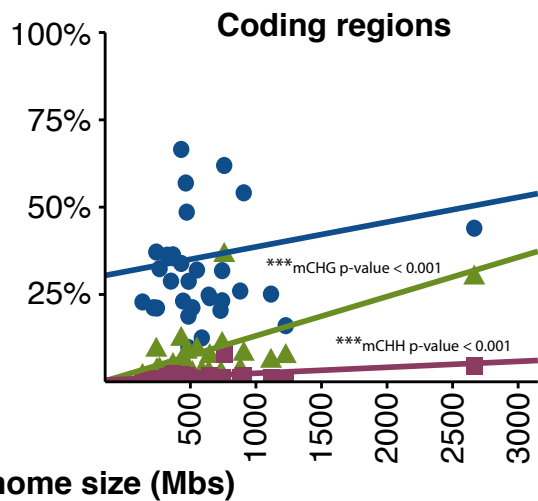 Coding regions
100%
75%
50%
25%
***mCHG p-value < 0.001
***mCHH p-value < 0.001
500
1000
1500
2000
2500
3000
nome size (Mbs)